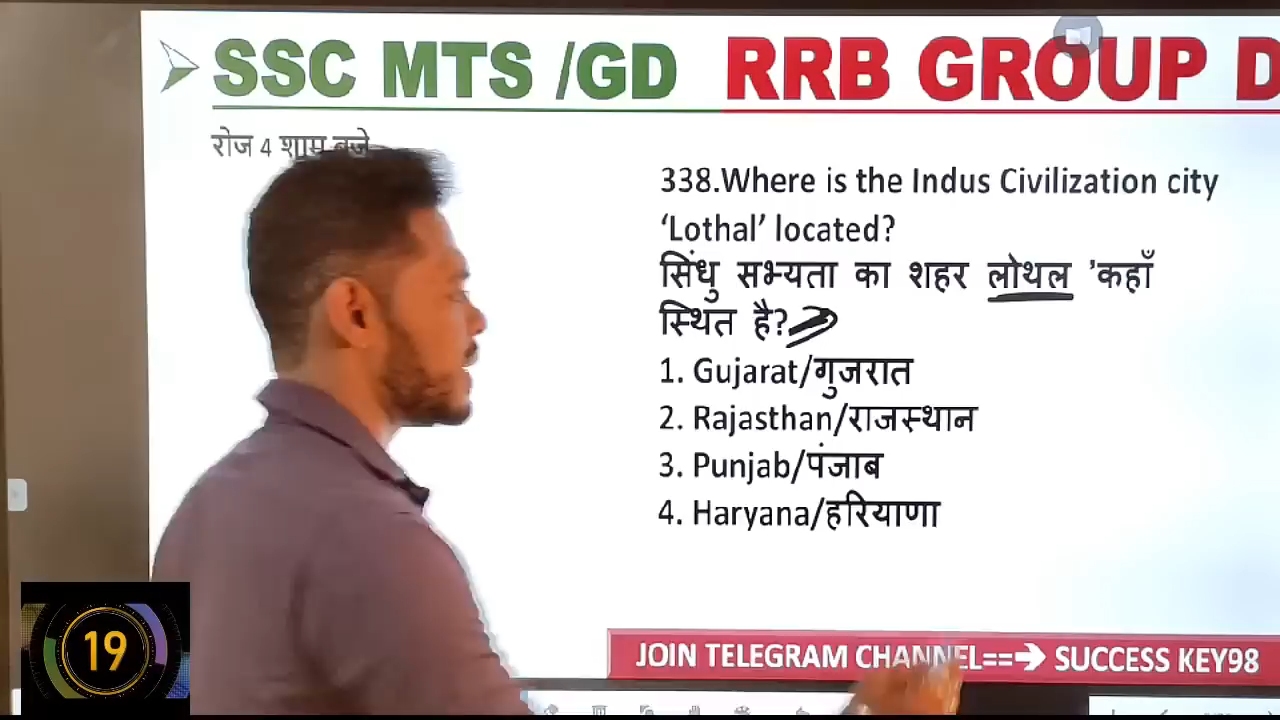 SSC MTS /GD RRB GROUP D
रोज 4 शाम बजे
338.Where is the Indus Civilization city
‘Lothal’ located?
सिंधु सभ्यता का शहर लोथल ’कहाँ
स्थित है?
1. Gujarat/गुजरात
2. Rajasthan/राजस्थान
3. Punjab/पंजाब
4. Haryana/हरियाणा
19
JOIN TELEGRAM CHANNEL==➔ SUCCESS KEY98